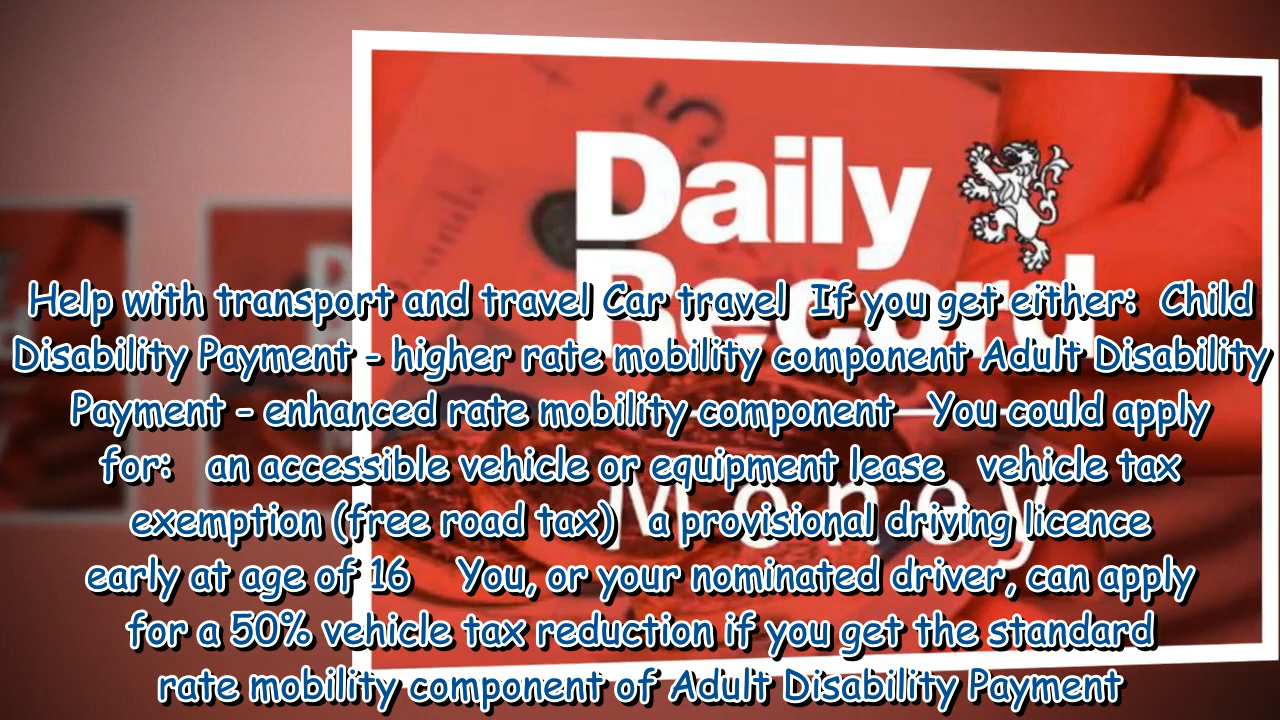 Daily
Record
Money
Help with transport and travel Car travel If you get either: Child
Disability Payment - higher rate mobility component Adult Disability
Payment - enhanced rate mobility component You could apply
for: an accessible vehicle or equipment lease vehicle tax
exemption (free road tax) a provisional driving licence
early at age of 16 You, or your nominated driver, can apply
for a 50% vehicle tax reduction if you get the standard
rate mobility component of Adult Disability Payment